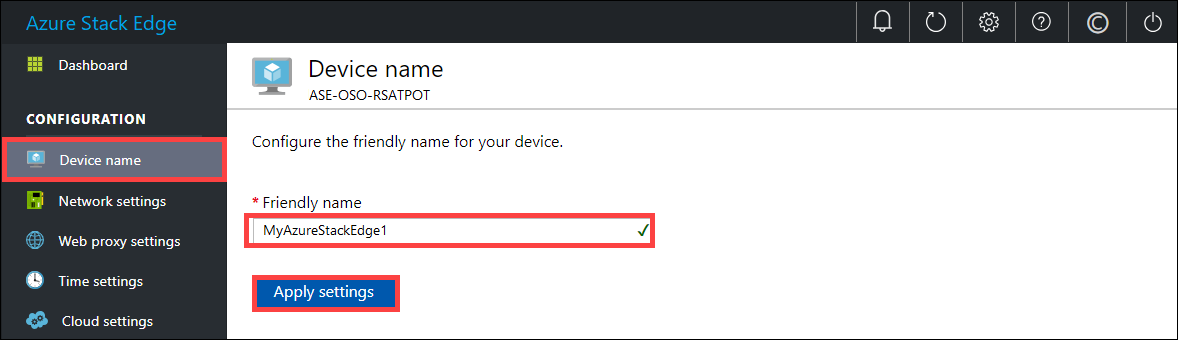 Azure Stack Edge
Dashboard
CONFIGURATION
Device name
Network settings
Web proxy settings
Time settings
Cloud settings
Device name
ASE-OSO-RSATPOT
Configure the friendly name for your device.
* Friendly name
MyAzureStackEdge1
Apply settings